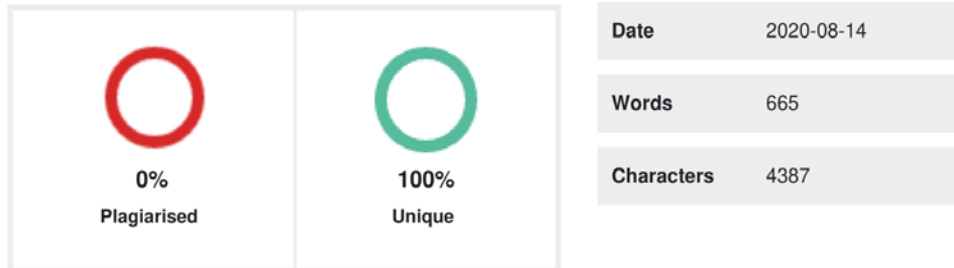 0%
Plagiarised
100%
Unique
Date 2020-08-14
Words 665
Characters 4387